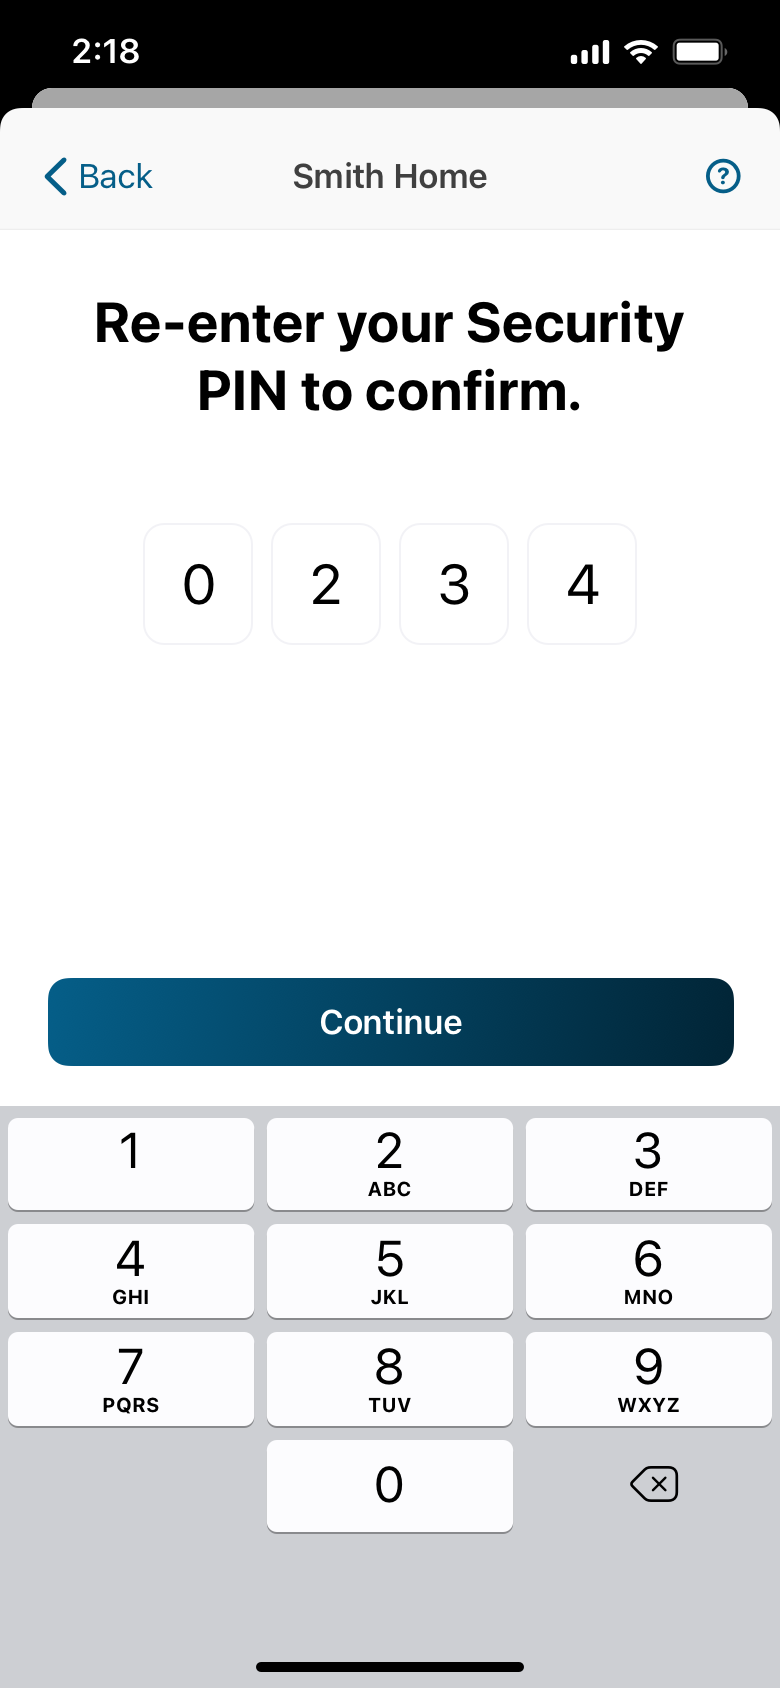 2:18
Back
Smith Home
?
Re-enter your Security
PIN to confirm.
0 2 3 4
Continue
1 2 3
ABC DEF
4 5 6
GHI JKL MNO
7 8 9
PQRS TUV WXYZ
0